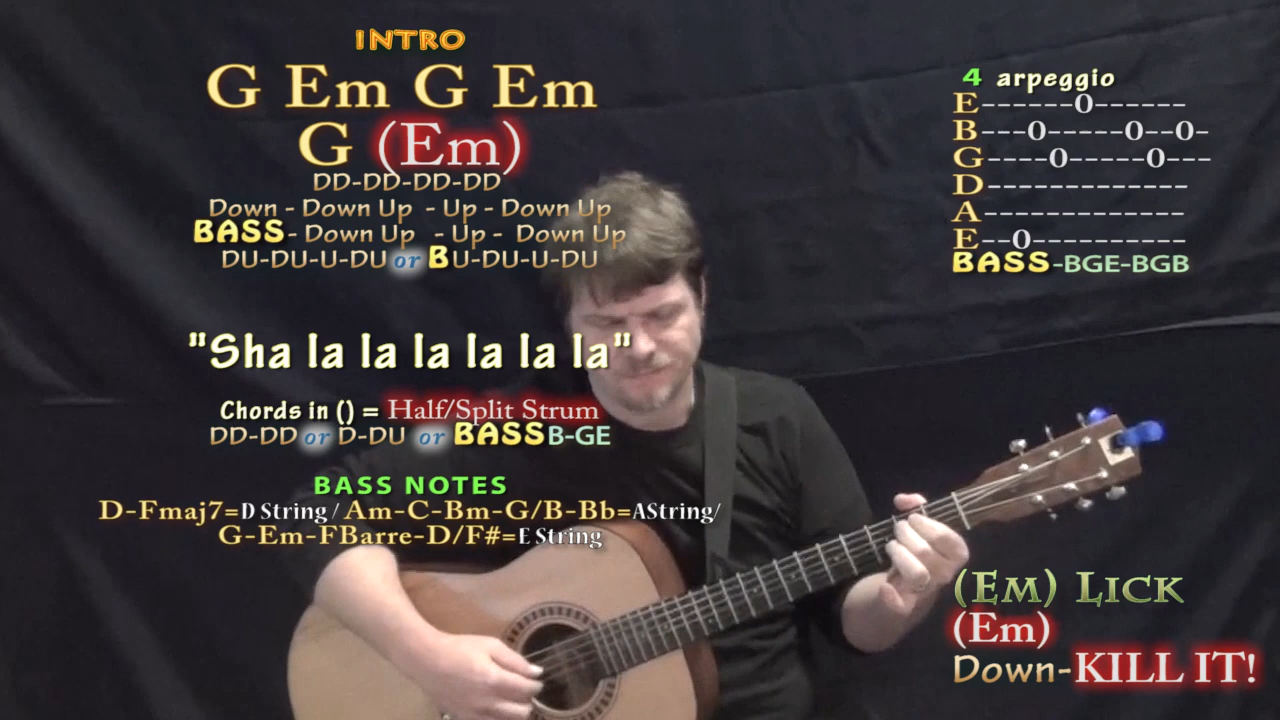 INTRO
G Em G Em
G (Em)
DD-DD-DD-DD
Down - Down Up - Up - Down Up
BASS- Down Up - Up - Down Up
DU-DU-U-DU or BU-DU-U-DU
"Sha la la la la la la"
Chords in () = Half/Split Strum
DD-DD or D-DU or BASSB-GE
BASS NOTES
D-Fmaj7=D String / Am-C-Bm-G/B-Bb=AString/
G-Em-FBarre-D/F#=E String
4 arpeggio
E------0------
B---0-----0--0-
G----0-----0---
D-------------
A-------------
E--0----------
BASS-BGE-BGB
(Em) Lick
(Em)
Down-KILL IT!